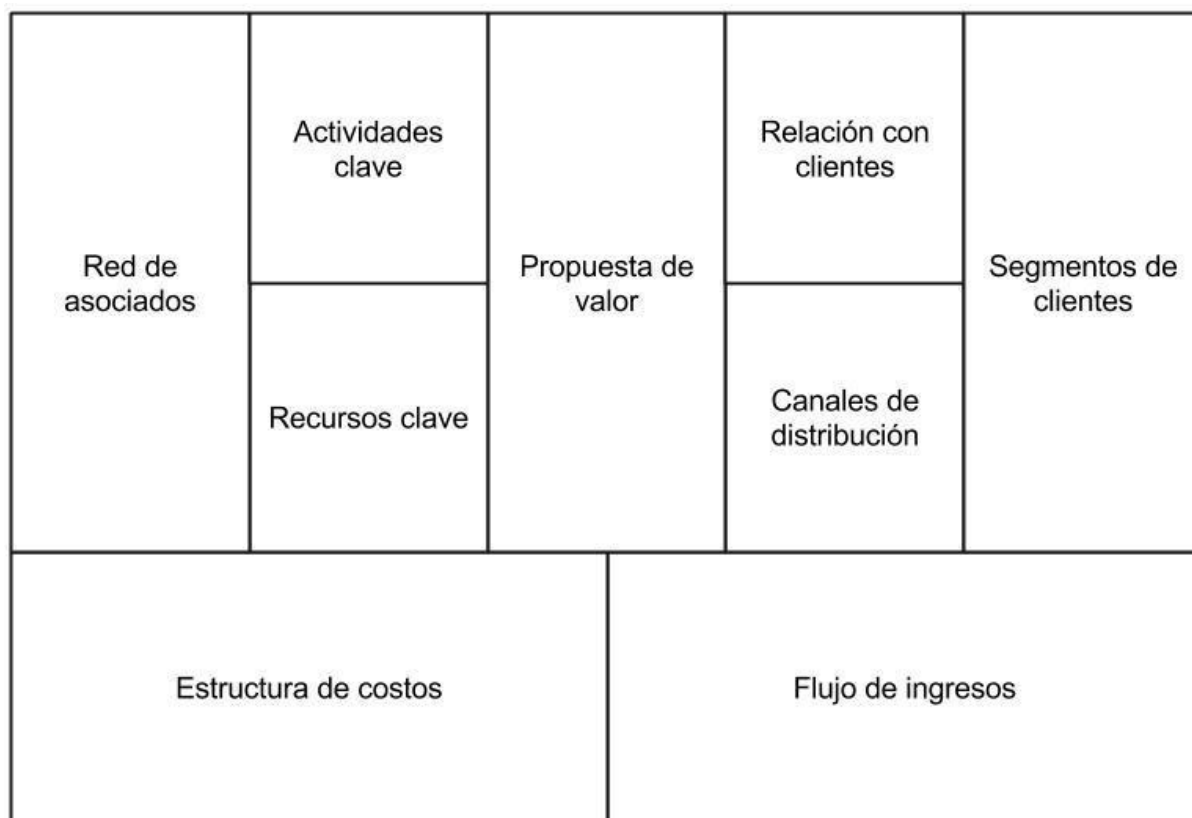 Red de
asociados
Actividades
clave
Recursos clave
Propuesta de
valor
Relación con
clientes
Canales de
distribución
Segmentos de
clientes
Estructura de costos
Flujo de ingresos